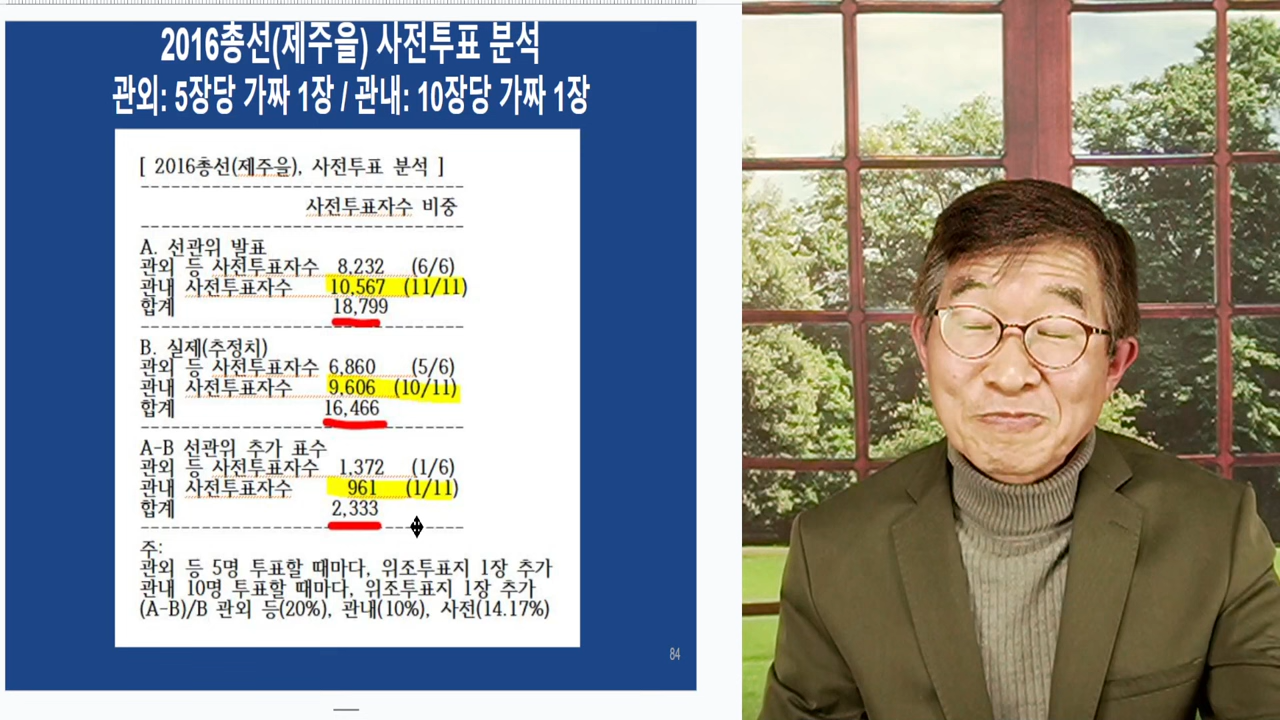 2016총선(제주을) 사전투표 분석
관외: 5장당 가짜 1장 / 관내: 10장당 가짜 1장
[ 2016총선(제주을), 사전투표 분석 ]
사전투표자수 비중
A. 선관위 발표
관외 등 사전투표자수 8,232 (6/6)
관내 사전투표자수 10,567 (11/11)
합계 18,799
B. 실제(추정치)
관외 등 사전투표자수 6,860 (5/6)
관내 사전투표자수 9,606 (10/11)
합계 16,466
A-B 선관위 추가 표수
관외 등 사전투표자수 1,372 (1/6)
관내 사전투표자수 961 (1/11)
합계 2,333
주:
관외 등 5명 투표할 때마다, 위조투표지 1장 추가
관내 10명 투표할 때마다, 위조투표지 1장 추가
(A-B)/B 관외 등(20%), 관내(10%), 사전(14.17%)
84